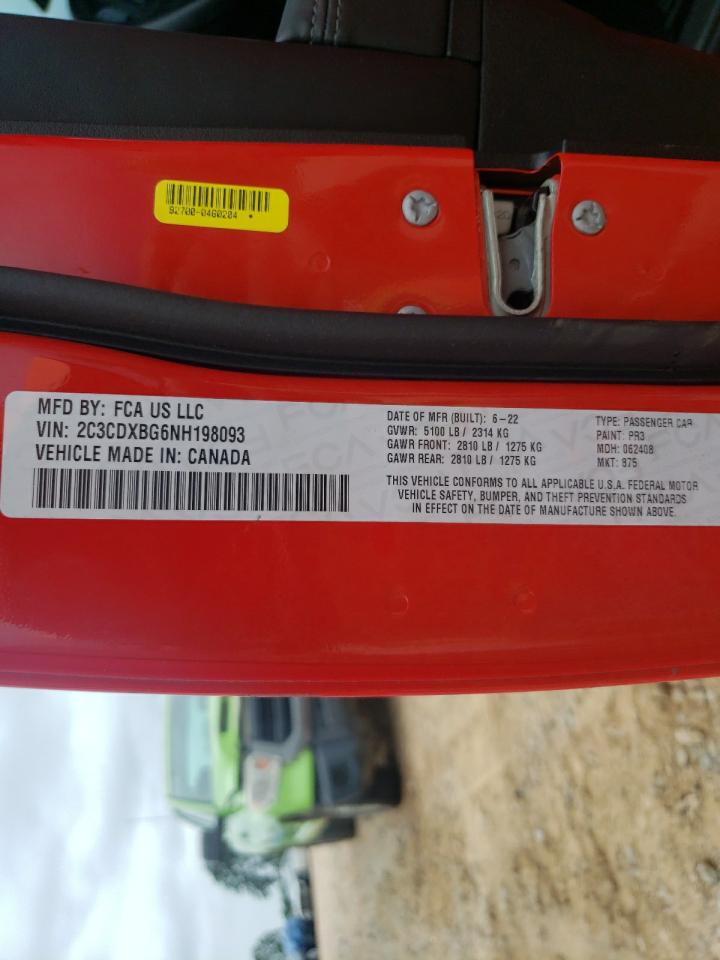 92700-0460204
MFD BY: FCA US LLC
VIN: 2C3CDXBG6NH198093
VEHICLE MADE IN: CANADA
DATE OF MFR (BUILT): 6-22
GVWR: 5100 LB / 2314 KG
GAWR FRONT: 2810 LB / 1275 KG
GAWR REAR: 2810 LB / 1275 KG
TYPE: PASSENGER CAR
PAINT: PR3
MDH: 062408
MKT: 875
THIS VEHICLE CONFORMS TO ALL APPLICABLE U.S.A. FEDERAL MOTOR
VEHICLE SAFETY, BUMPER, AND THEFT PREVENTION STANDARDS
IN EFFECT ON THE DATE OF MANUFACTURE SHOWN ABOVE.